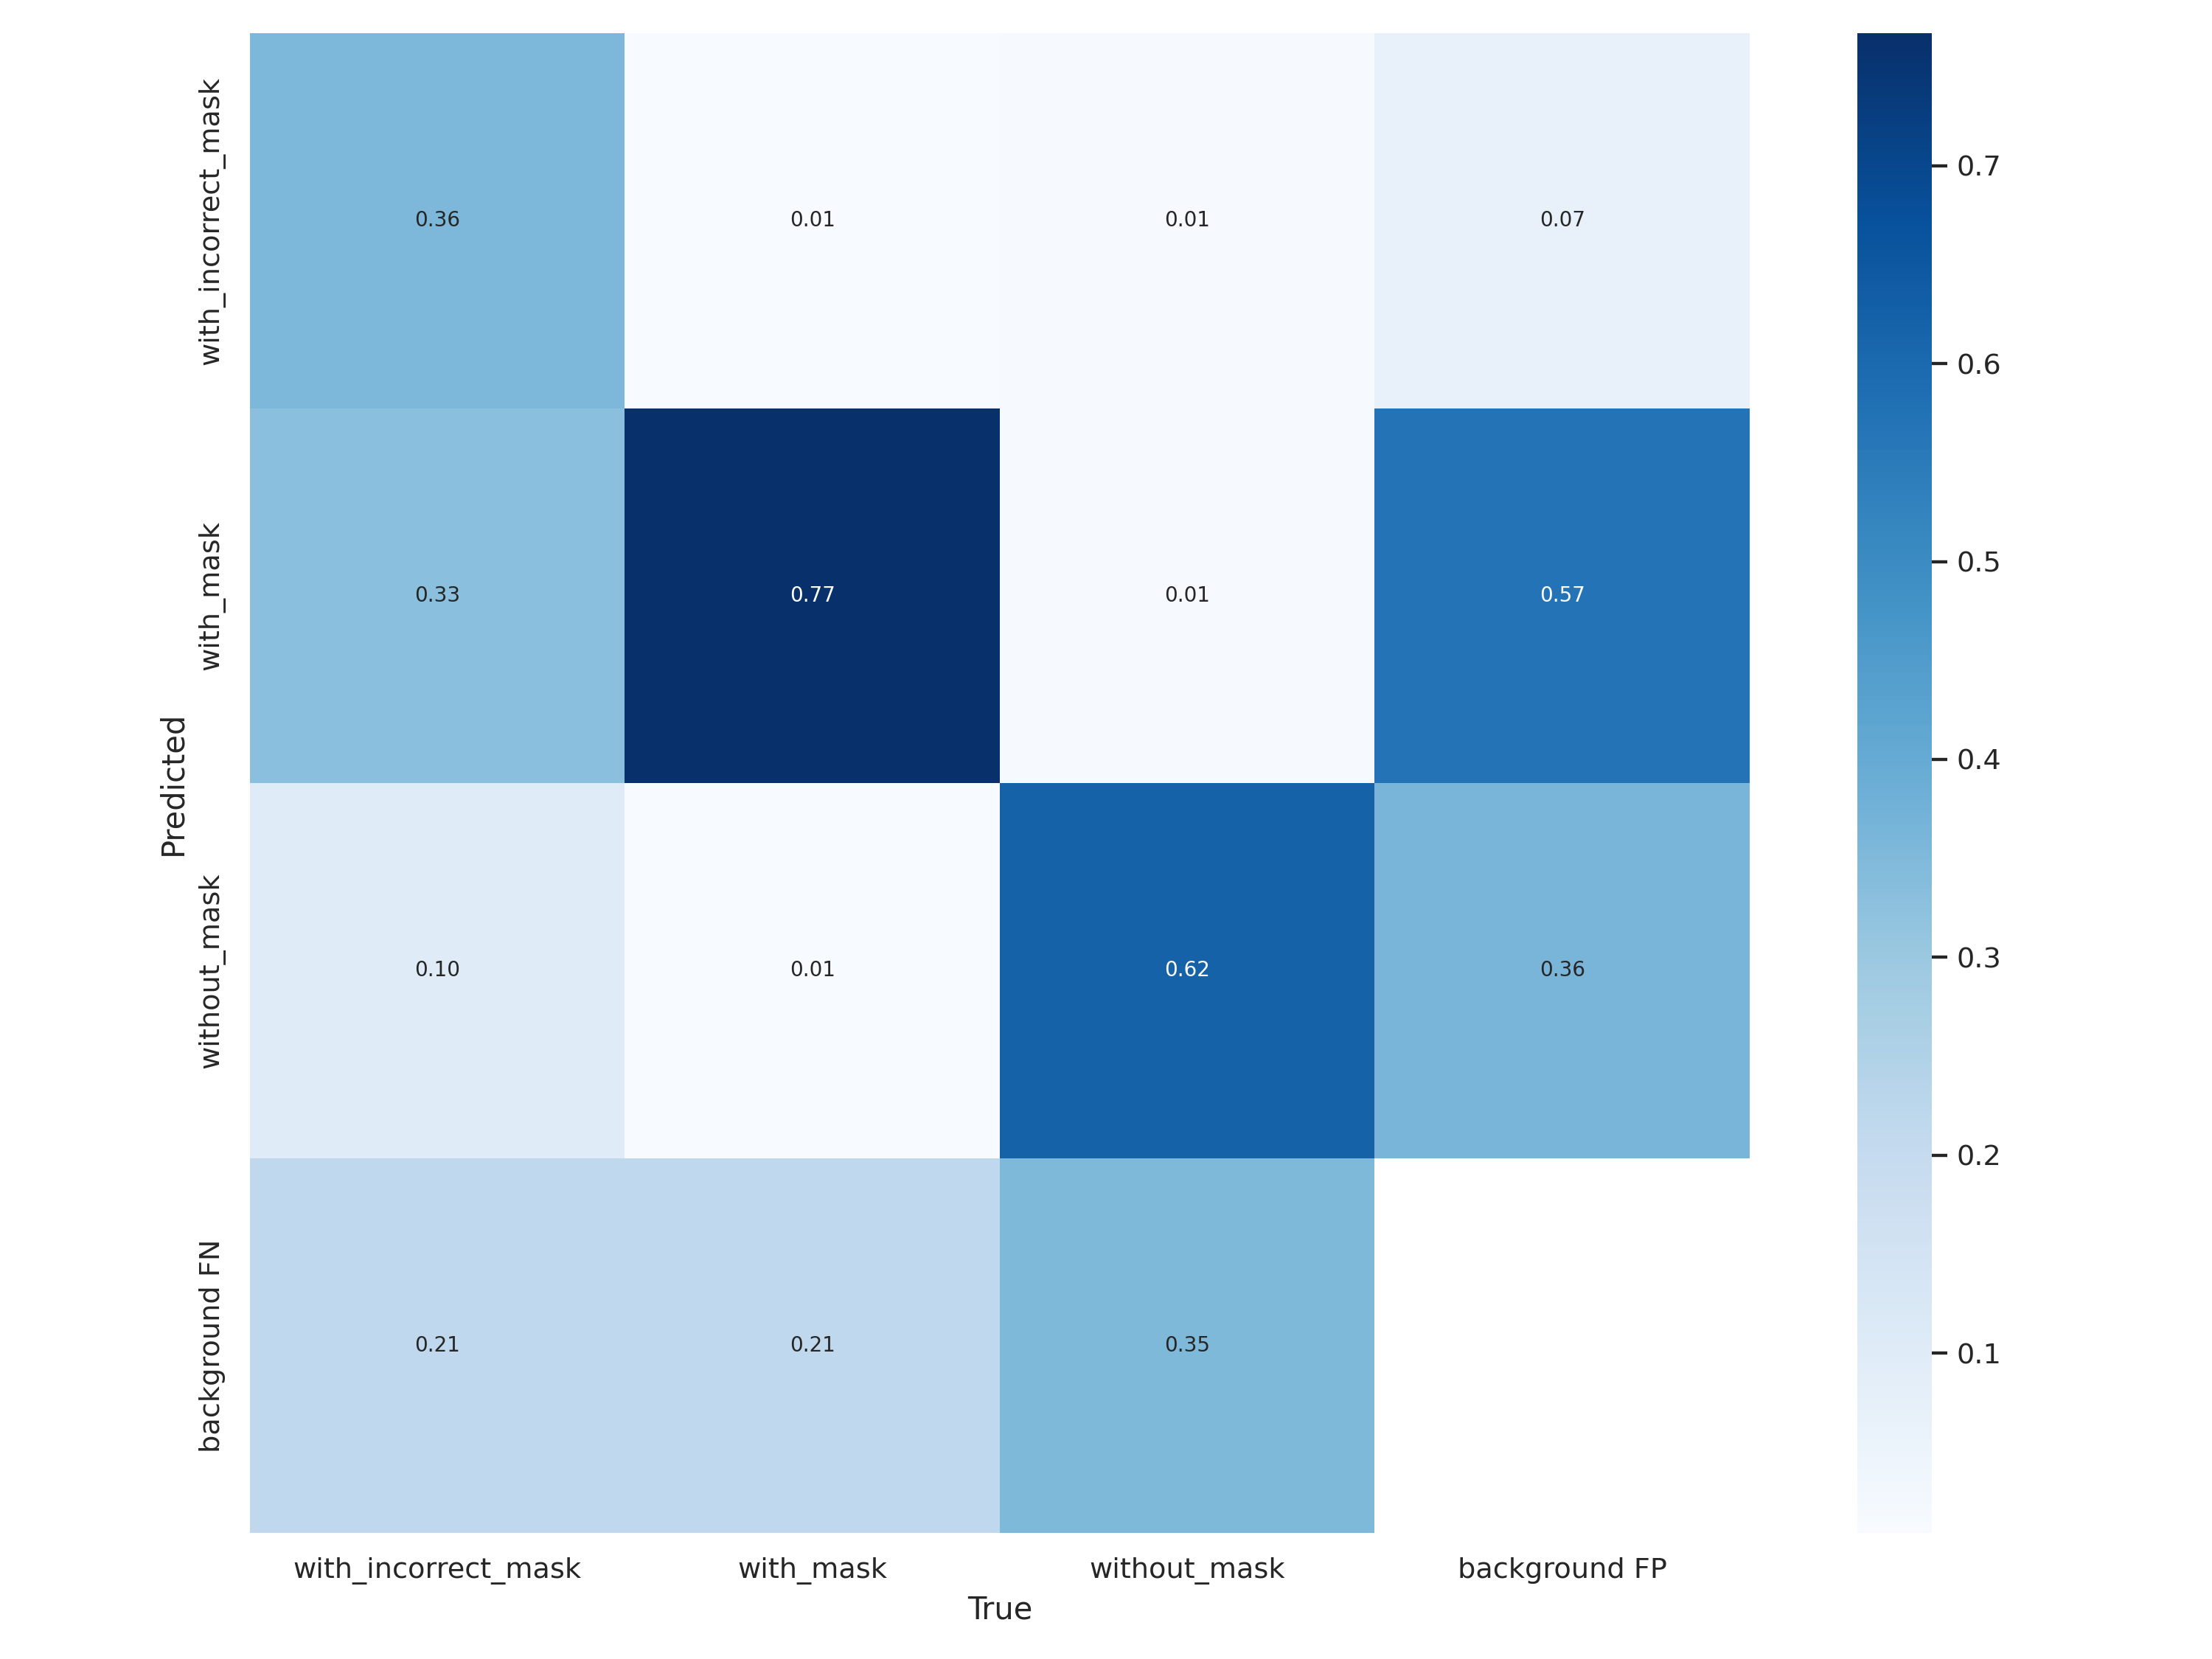 with_incorrect_mask
0.36
0.01
0.01
0.07
with_mask
0.33
0.77
0.01
0.57
without_mask
0.10
0.01
0.62
0.36
background FN
0.21
0.21
0.35
Predicted
with_incorrect_mask
with_mask
without_mask
background FP
True
0.7
0.6
0.5
0.4
0.3
0.2
0.1